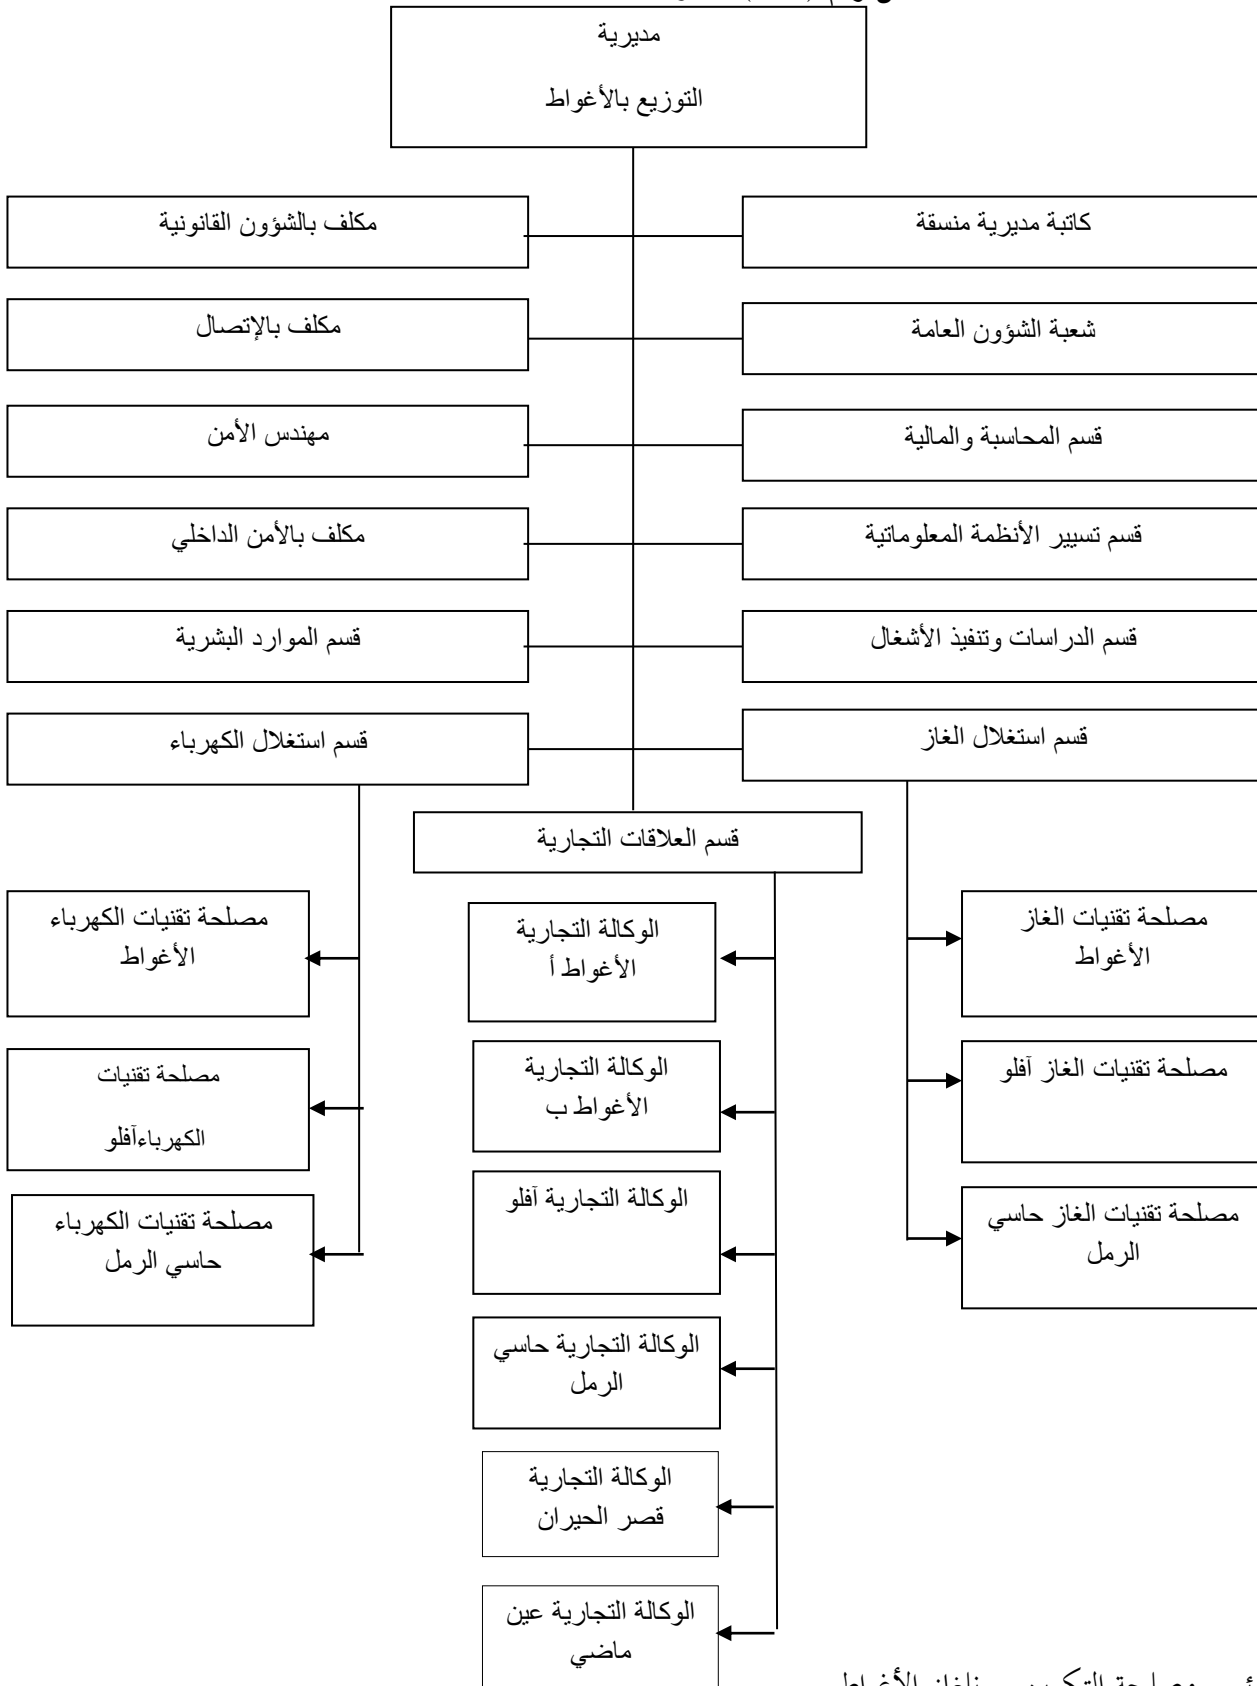 مديرية
التوزيع بالأغواط
كاتبة مديرية منسقة
مكلف بالشؤون القانونية
شعبة الشؤون العامة
مكلف بالإتصال
قسم المحاسبة والمالية
مهندس الأمن
قسم تسيير الأنظمة المعلوماتية
مكلف بالأمن الداخلي
قسم الدراسات وتنفيذ الأشغال
قسم الموارد البشرية
قسم استغلال الغاز
قسم استغلال الكهرباء
قسم العلاقات التجارية
مصلحة تقنيات الغاز
الأغواط
مصلحة تقنيات الغاز آفلو
مصلحة تقنيات الغاز حاسي
الرمل
الوكالة التجارية
الأغواط أ
الوكالة التجارية
الأغواط ب
الوكالة التجارية آفلو
الوكالة التجارية حاسي
الرمل
الوكالة التجارية
قصر الحيران
الوكالة التجارية عين
ماضي
مصلحة تقنيات الكهرباء
الأغواط
مصلحة تقنيات
الكهرباءآفلو
مصلحة تقنيات الكهرباء
حاسي الرمل